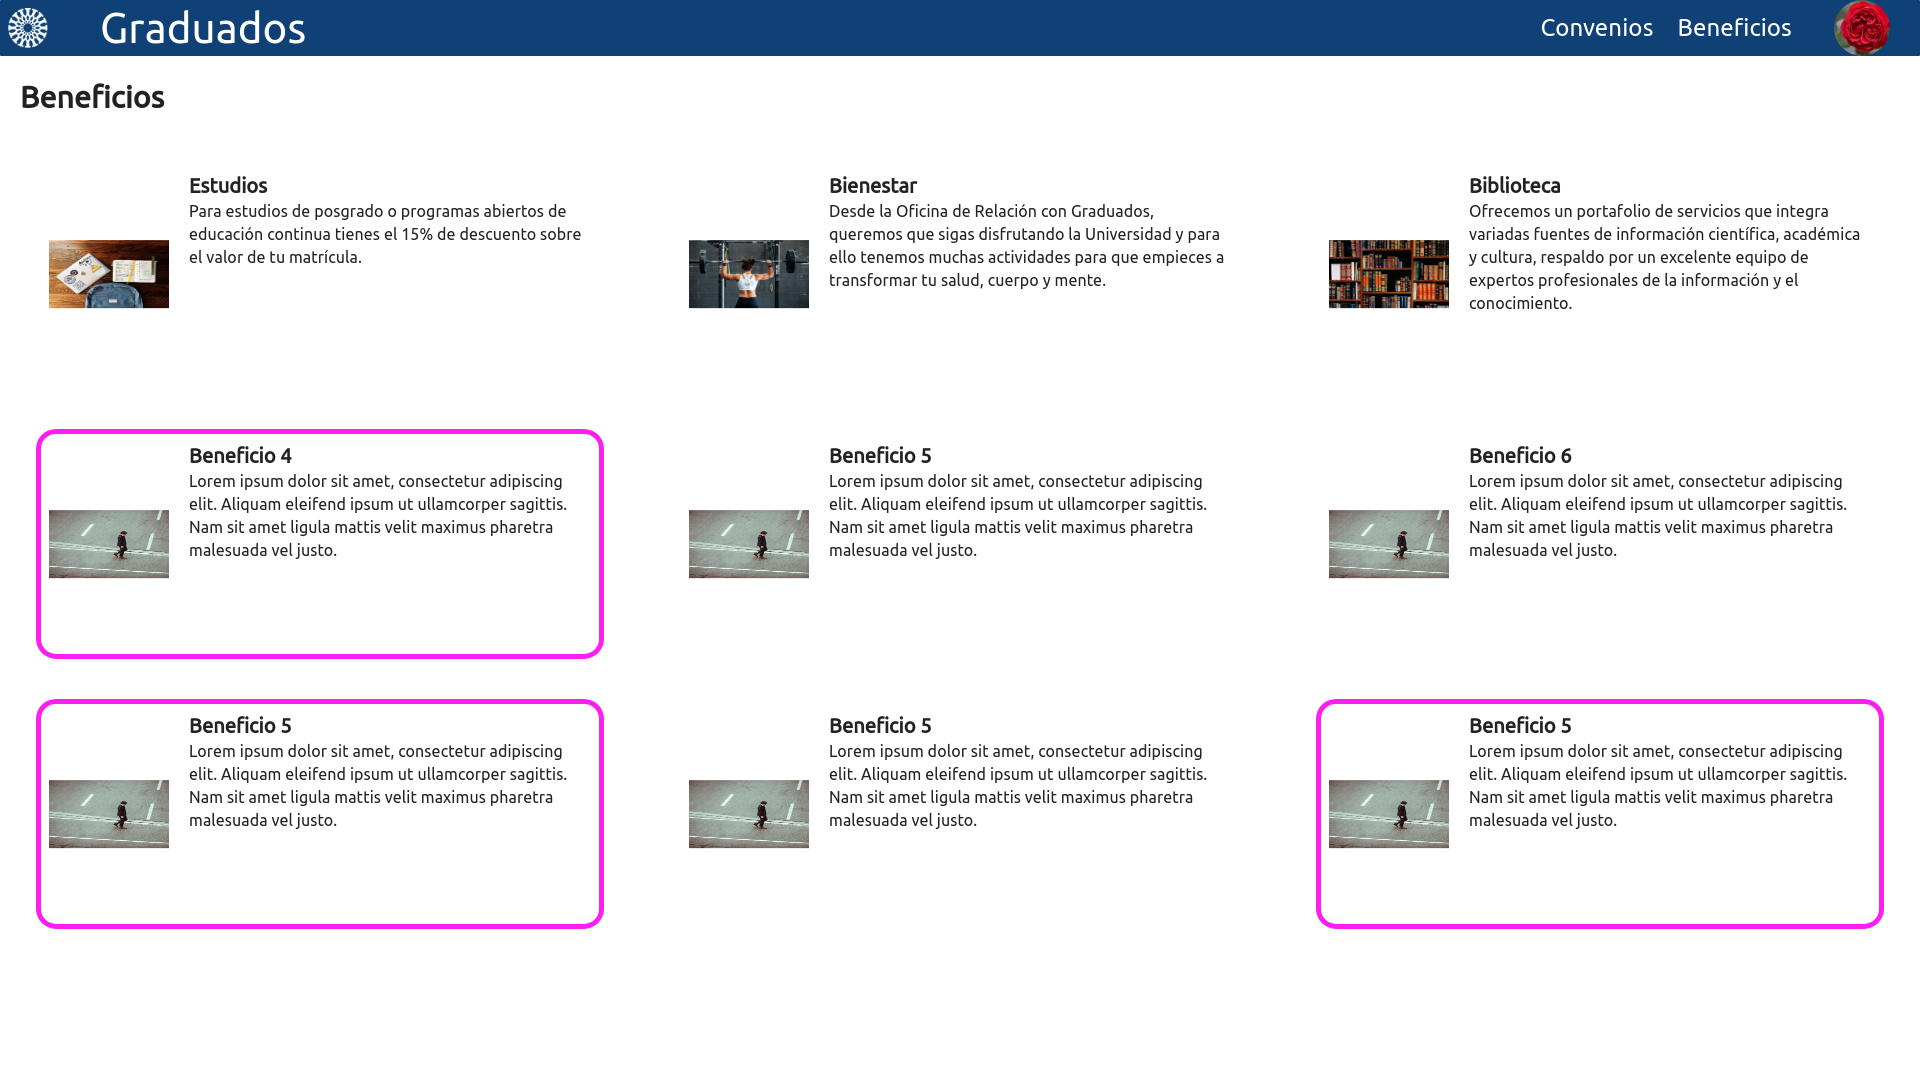 Graduados
Convenios
Beneficios
Beneficios
Estudios
Para estudios de posgrado o programas abiertos de
educación continua tienes el 15% de descuento sobre
el valor de tu matrícula.
Bienestar
Desde la Oficina de Relación con Graduados,
queremos que sigas disfrutando la Universidad y para
ello tenemos muchas actividades para que empieces a
transformar tu salud, cuerpo y mente.
Biblioteca
Ofrecemos un portafolio de servicios que integra
variadas fuentes de información científica, académica
y cultura, respaldo por un excelente equipo de
expertos profesionales de la información y el
conocimiento.
Beneficio 4
Lorem ipsum dolor sit amet, consectetur adipiscing
elit. Aliquam eleifend ipsum ut ullamcorper sagittis.
Nam sit amet ligula mattis velit maximus pharetra
malesuada vel justo.
Beneficio 5
Lorem ipsum dolor sit amet, consectetur adipiscing
elit. Aliquam eleifend ipsum ut ullamcorper sagittis.
Nam sit amet ligula mattis velit maximus pharetra
malesuada vel justo.
Beneficio 6
Lorem ipsum dolor sit amet, consectetur adipiscing
elit. Aliquam eleifend ipsum ut ullamcorper sagittis.
Nam sit amet ligula mattis velit maximus pharetra
malesuada vel justo.
Beneficio 5
Lorem ipsum dolor sit amet, consectetur adipiscing
elit. Aliquam eleifend ipsum ut ullamcorper sagittis.
Nam sit amet ligula mattis velit maximus pharetra
malesuada vel justo.
Beneficio 5
Lorem ipsum dolor sit amet, consectetur adipiscing
elit. Aliquam eleifend ipsum ut ullamcorper sagittis.
Nam sit amet ligula mattis velit maximus pharetra
malesuada vel justo.
Beneficio 5
Lorem ipsum dolor sit amet, consectetur adipiscing
elit. Aliquam eleifend ipsum ut ullamcorper sagittis.
Nam sit amet ligula mattis velit maximus pharetra
malesuada vel justo.